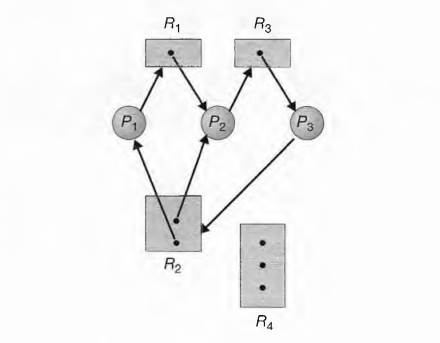 R₁ R₃
P₁ P₂ P₃
R₂
R₄